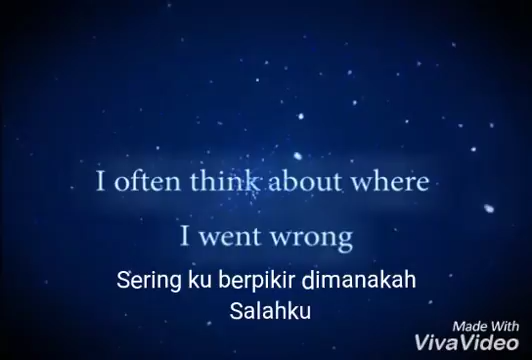 I often think about where
I went wrong
Sering ku berpikir dimanakah
Salahku
Made With
VivaVideo